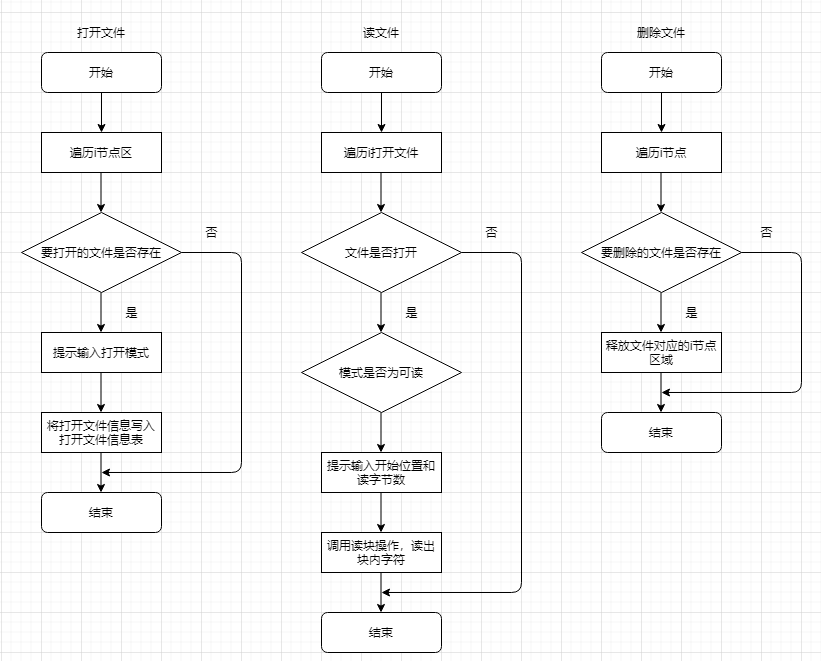 打开文件
开始
遍历i节点区
要打开的文件是否存在
否
是
提示输入打开模式
将打开文件信息写入
打开文件信息表
结束
读文件
开始
遍历i打开文件
文件是否打开
否
是
模式是否为可读
提示输入开始位置和
读字节数
调用读块操作，读出
块内字符
结束
删除文件
开始
遍历i节点
要删除的文件是否存在
否
是
释放文件对应的i节点
区域
结束